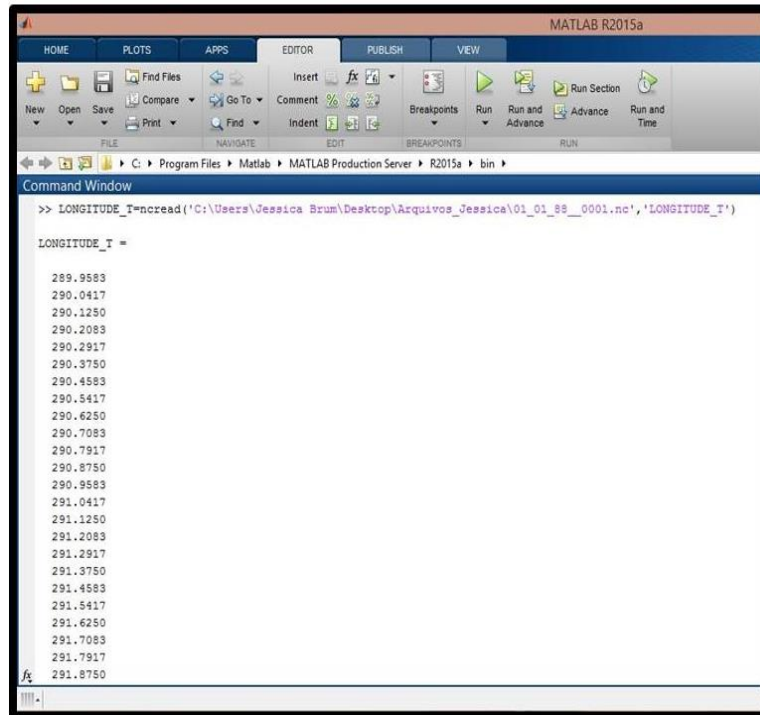 MATLAB R2015a
HOME PLOTS APPS EDITOR PUBLISH VIEW
New Open Save Find Files Compare Print
Go To Find
Insert fx
Comment %
Indent
Breakpoints Run Run and Advance Run Section Advance Run and Time
FILE NAVIGATE EDIT BREAKPOINTS RUN
C: Program Files Matlab MATLAB Production Server R2015a bin
Command Window
>> LONGITUDE_T=ncread('C:\Users\Jessica Brum\Desktop\Arquivos_Jessica\01_01_88__0001.nc','LONGITUDE_T')
LONGITUDE_T =
289.9583
290.0417
290.1250
290.2083
290.2917
290.3750
290.4583
290.5417
290.6250
290.7083
290.7917
290.8750
290.9583
291.0417
291.1250
291.2083
291.2917
291.3750
291.4583
291.5417
291.6250
291.7083
291.7917
fx 291.8750